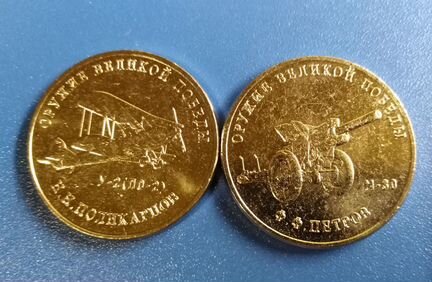 ОРУЖИЕ ВЕЛИКОЙ ПОБЕДЫ
У-2(ПО-2)
Н.Н.ПОЛИКАРПОВ
ОРУЖИЕ ВЕЛИКОЙ ПОБЕДЫ
М-30
Ф.Ф.ПЕТРОВ